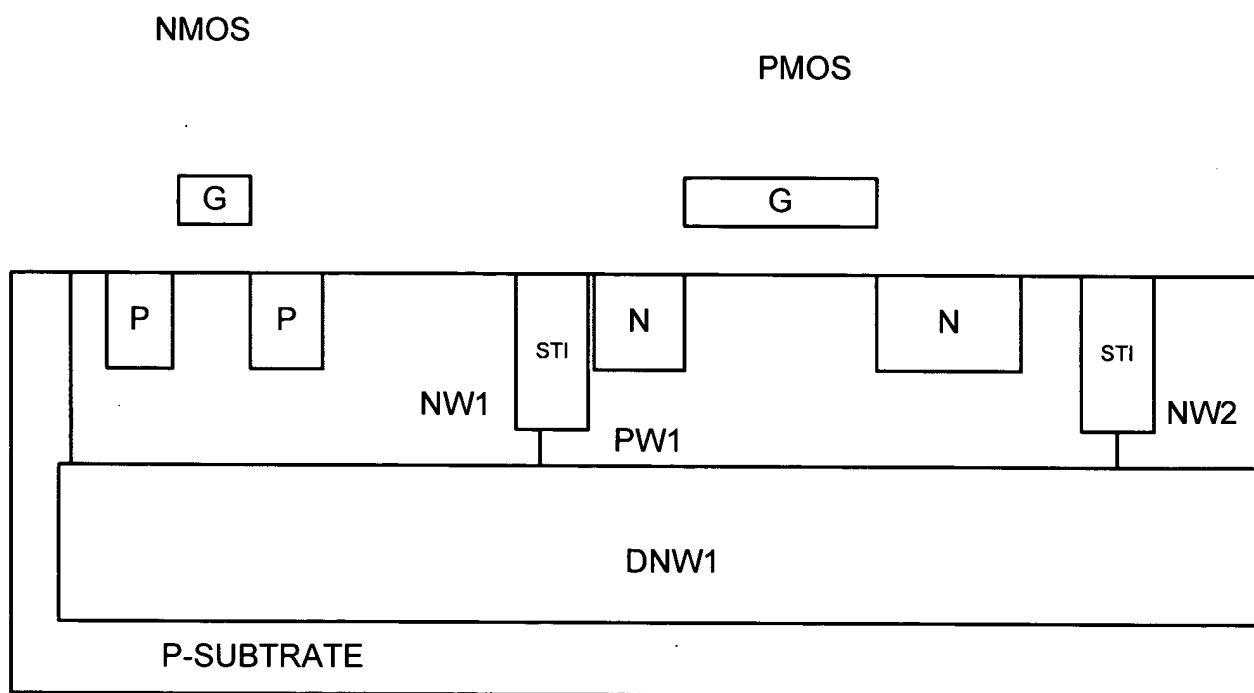 NMOS
PMOS
G
G
P
P
STI
N
N
STI
NW1
PW1
NW2
DNW1
P-SUBTRATE